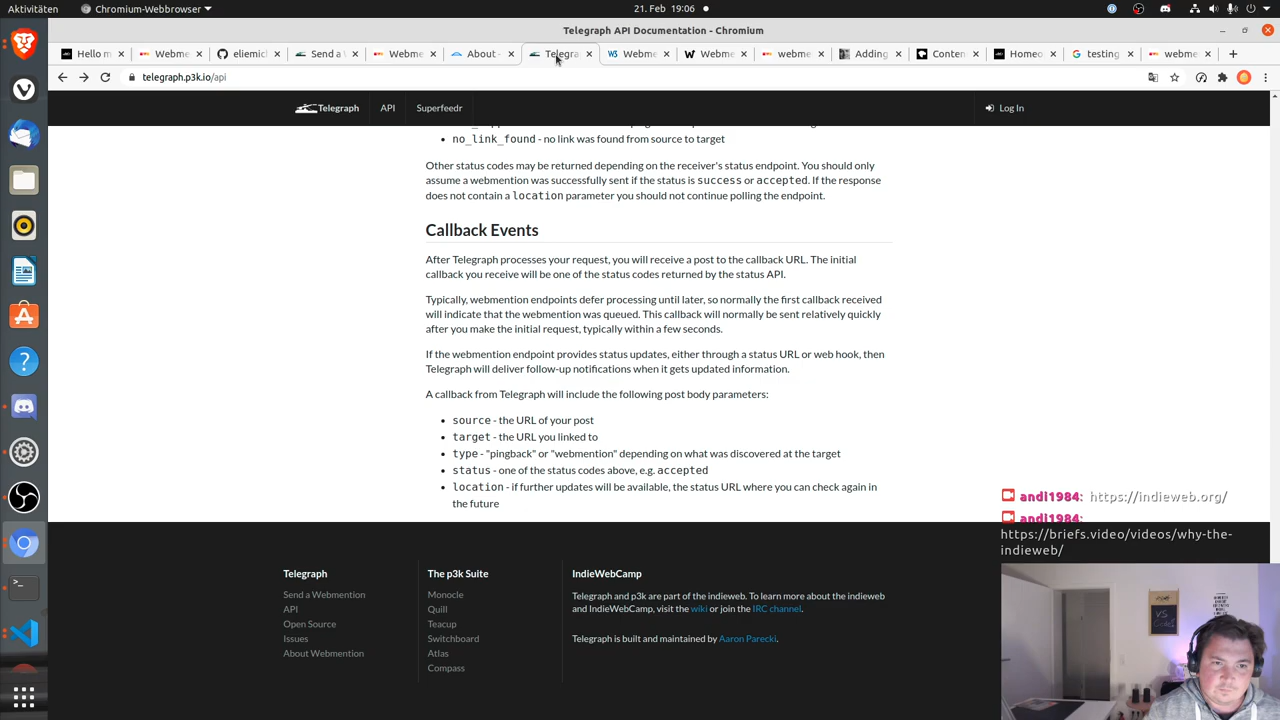 Aktivitäten
Chromium-Webbrowser
21. Feb 19:06
Telegraph API Documentation - Chromium
Hello m
Webme
eliemich
Send a W
Webme
About -
Telegra
Webme
Webme
webme
Adding
Conten
Homeo
testing
webme
telegraph.p3k.io/api
Telegraph
API
Superfeedr
Log In
no_link_found - no link was found from source to target
Other status codes may be returned depending on the receiver's status endpoint. You should only
assume a webmention was successfully sent if the status is success or accepted. If the response
does not contain a location parameter you should not continue polling the endpoint.
Callback Events
After Telegraph processes your request, you will receive a post to the callback URL. The initial
callback you receive will be one of the status codes returned by the status API.
Typically, webmention endpoints defer processing until later, so normally the first callback received
will indicate that the webmention was queued. This callback will normally be sent relatively quickly
after you make the initial request, typically within a few seconds.
If the webmention endpoint provides status updates, either through a status URL or web hook, then
Telegraph will deliver follow-up notifications when it gets updated information.
A callback from Telegraph will include the following post body parameters:
source - the URL of your post
target - the URL you linked to
type - "pingback" or "webmention" depending on what was discovered at the target
status - one of the status codes above, e.g. accepted
location - if further updates will be available, the status URL where you can check again in
the future
andi1984: https://indieweb.org/
andi1984:
https://briefs.video/videos/why-the-
indieweb/
Telegraph
Send a Webmention
API
Open Source
Issues
About Webmention
The p3k Suite
Monocle
Quill
Teacup
Switchboard
Atlas
Compass
IndieWebCamp
Telegraph and p3k are part of the indieweb. To learn more about the indieweb
and IndieWebCamp, visit the wiki or join the IRC channel.
Telegraph is built and maintained by Aaron Parecki.